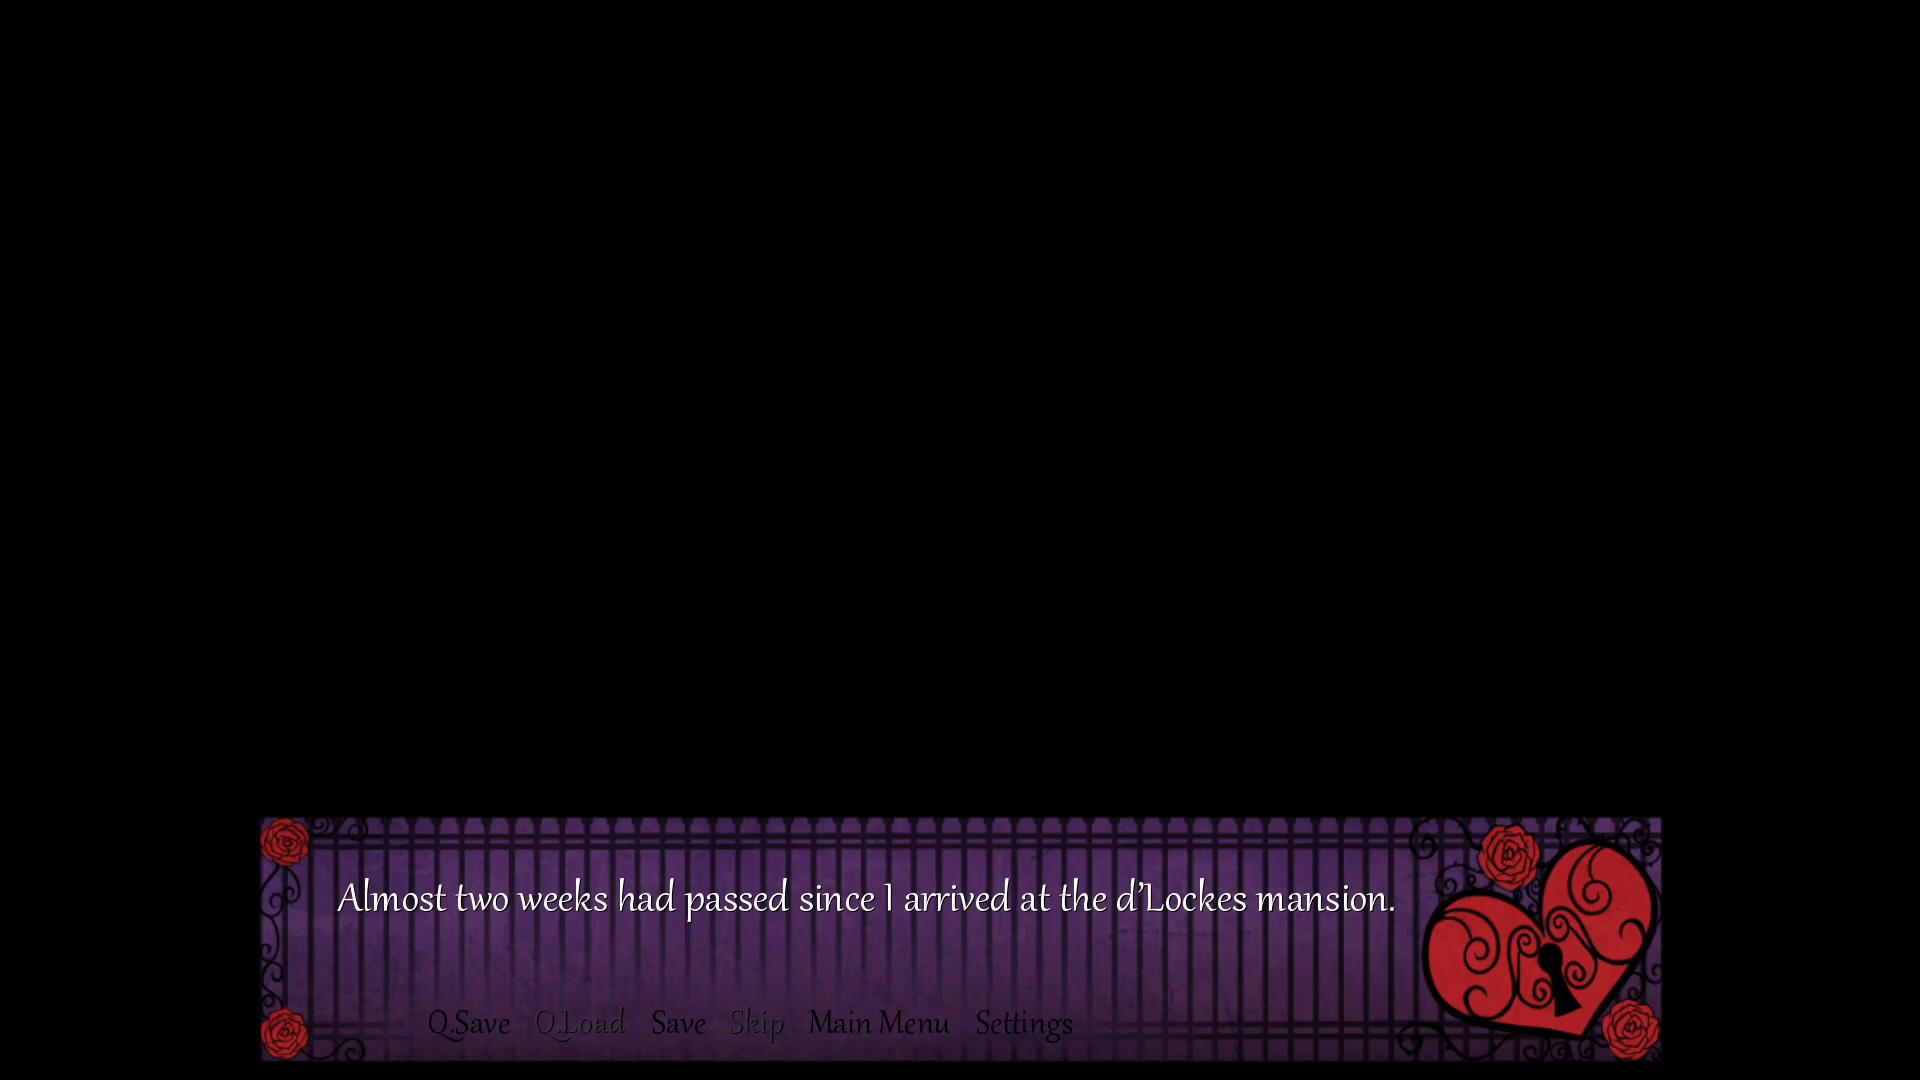 Almost two weeks had passed since I arrived at the d’Lockes mansion.
Q.Save Q.Load Save Skip Main Menu Settings